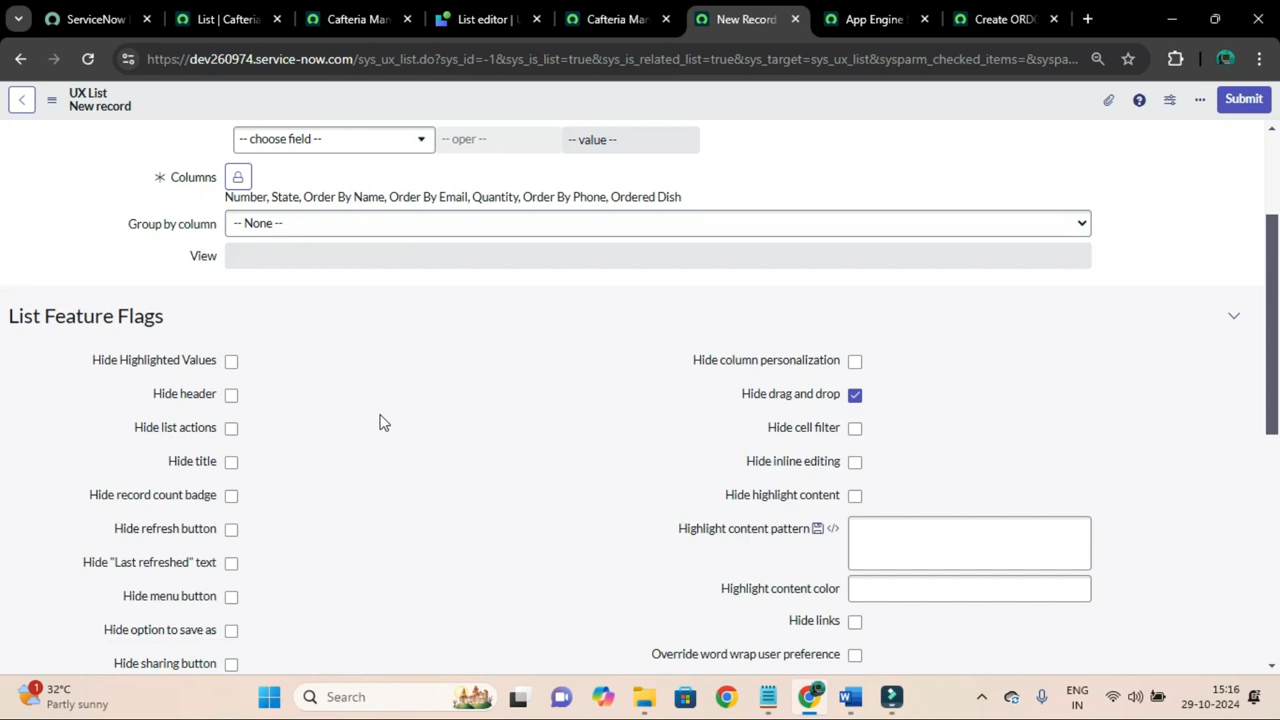 ServiceNow
List | Cafteria
Cafteria Mar
List editor | U
Cafteria Mar
New Record
App Engine
Create ORD
https://dev260974.service-now.com/sys_ux_list.do?sys_id=-1&sys_is_list=true&sys_is_related_list=true&sys_target=sys_ux_list&sysparm_checked_items=&syspa...
UX List
New record
Submit
-- choose field --
-- oper --
-- value --
Columns
Number, State, Order By Name, Order By Email, Quantity, Order By Phone, Ordered Dish
Group by column
-- None --
View
List Feature Flags
Hide Highlighted Values
Hide column personalization
Hide header
Hide drag and drop
Hide list actions
Hide cell filter
Hide title
Hide inline editing
Hide record count badge
Hide highlight content
Hide refresh button
Highlight content pattern
Hide "Last refreshed" text
Highlight content color
Hide menu button
Hide links
Hide option to save as
Override word wrap user preference
Hide sharing button
1
32°C
Partly sunny
Search
ENG
IN
15:16
29-10-2024